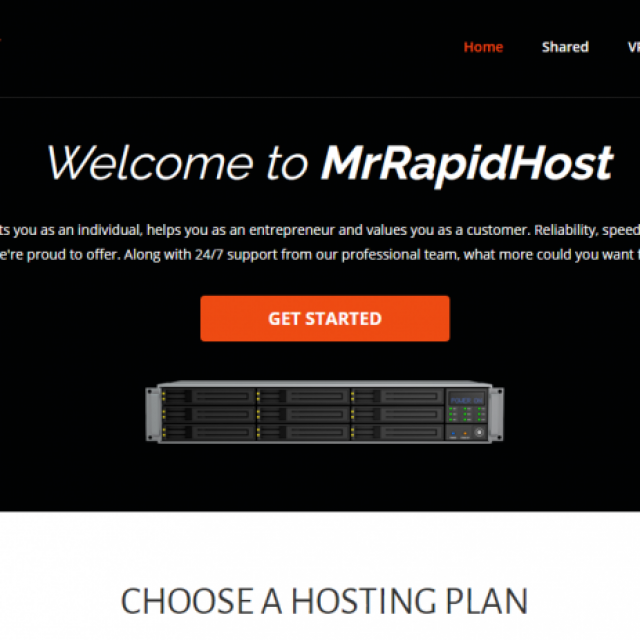 Home Shared
Welcome to MrRapidHost
you as an individual, helps you as an entrepreneur and values you as a customer. Reliability, speed
proud to offer. Along with 24/7 support from our professional team, what more could you want
GET STARTED
CHOOSE A HOSTING PLAN